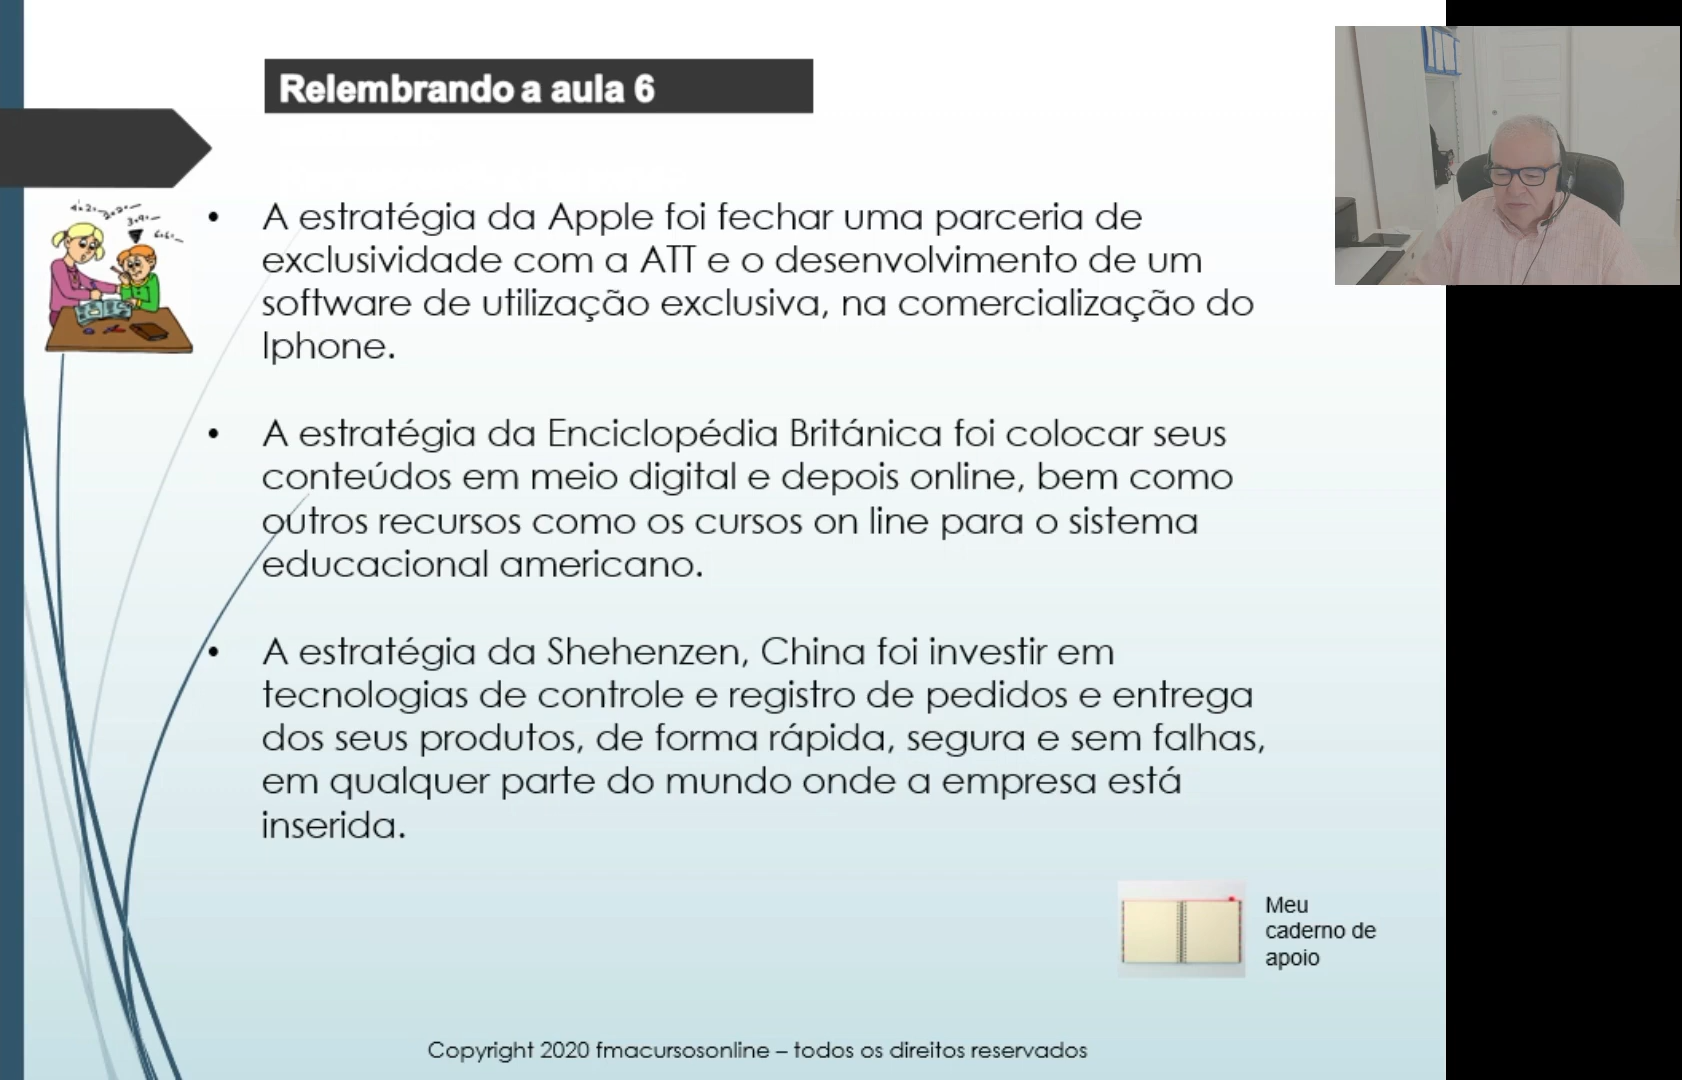 Relembrando a aula 6
• A estratégia da Apple foi fechar uma parceria de
exclusividade com a ATT e o desenvolvimento de um
software de utilização exclusiva, na comercialização do
Iphone.
• A estratégia da Enciclopédia Británica foi colocar seus
conteúdos em meio digital e depois online, bem como
outros recursos como os cursos on line para o sistema
educacional americano.
• A estratégia da Shehenzen, China foi investir em
tecnologias de controle e registro de pedidos e entrega
dos seus produtos, de forma rápida, segura e sem falhas,
em qualquer parte do mundo onde a empresa está
inserida.
Meu
caderno de
apoio
Copyright 2020 fmacursosonline – todos os direitos reservados